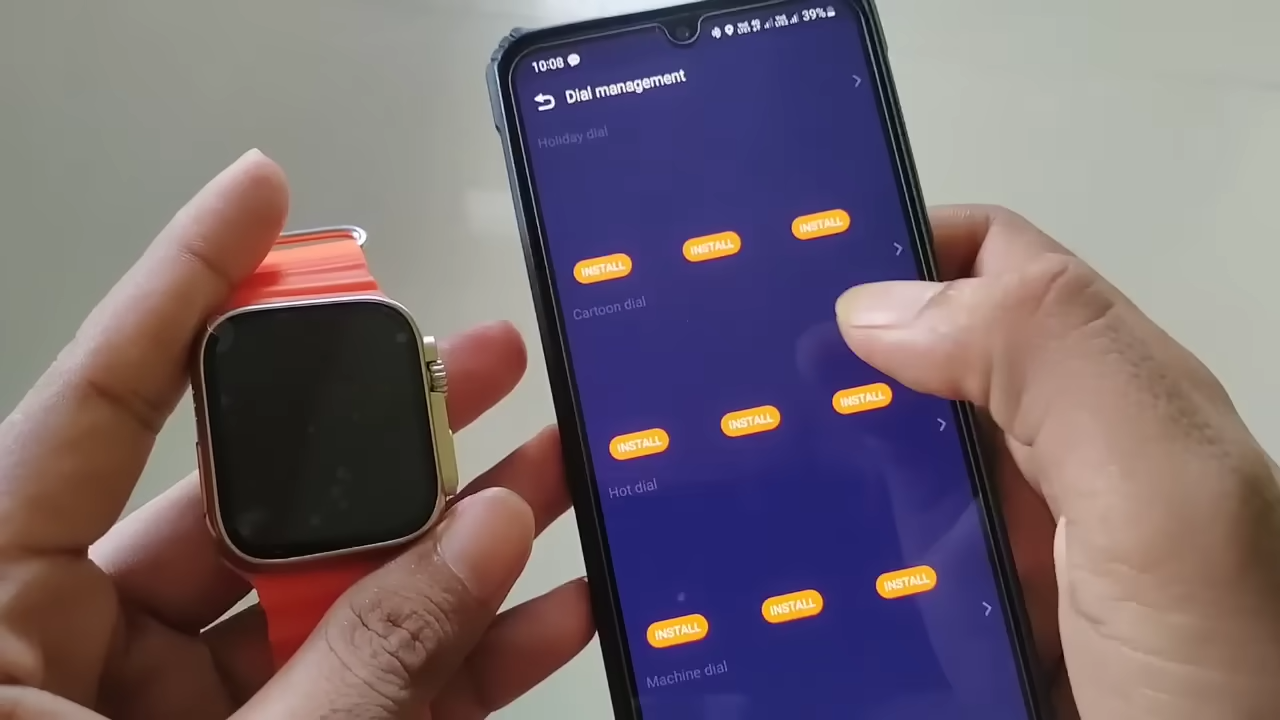 10:08
39%
Dial management
Holiday dial
INSTALL INSTALL INSTALL
Cartoon dial
INSTALL INSTALL INSTALL
Hot dial
INSTALL INSTALL INSTALL
Machine dial